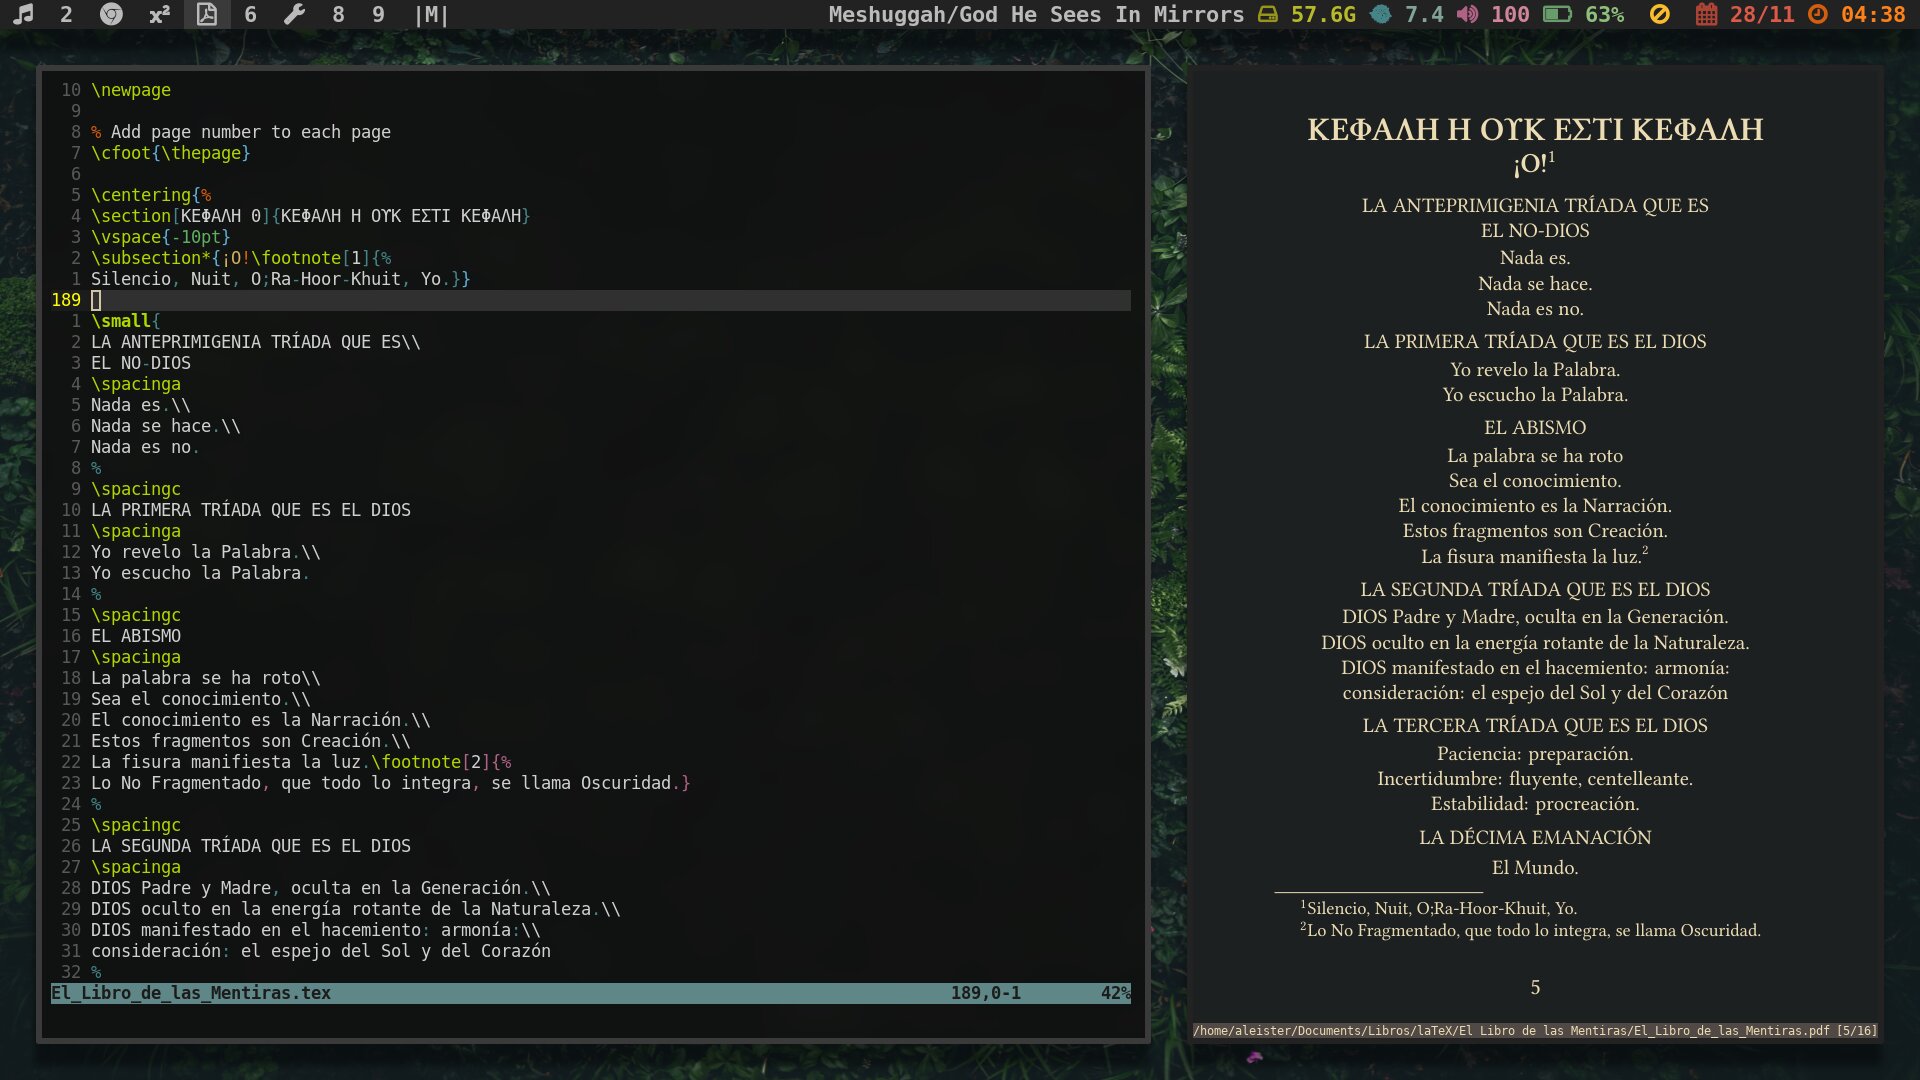 2 x² 6 8 9 |M| Meshuggah/God He Sees In Mirrors 57.6G 7.4 100 63% 28/11 04:38
10 \newpage
9
8 % Add page number to each page
7 \cfoot{\thepage}
6
5 \centering{%
4 \section[ΚΕΦΑΛΗ 0]{ΚΕΦΑΛΗ Η ΟΥΚ ΕΣΤΙ ΚΕΦΑΛΗ}
3 \vspace{-10pt}
2 \subsection*{¡O!\footnote[1]{%
1 Silencio, Nuit, O;Ra-Hoor-Khuit, Yo.}}
189
1 \small{
2 LA ANTEPRIMIGENIA TRÍADA QUE ES\\
3 EL NO-DIOS
4 \spacinga
5 Nada es.\\
6 Nada se hace.\\
7 Nada es no.
8 %
9 \spacingc
10 LA PRIMERA TRÍADA QUE ES EL DIOS
11 \spacinga
12 Yo revelo la Palabra.\\
13 Yo escucho la Palabra.
14 %
15 \spacingc
16 EL ABISMO
17 \spacinga
18 La palabra se ha roto\\
19 Sea el conocimiento.\\
20 El conocimiento es la Narración.\\
21 Estos fragmentos son Creación.\\
22 La fisura manifiesta la luz.\footnote[2]{%
23 Lo No Fragmentado, que todo lo integra, se llama Oscuridad.}
24 %
25 \spacingc
26 LA SEGUNDA TRÍADA QUE ES EL DIOS
27 \spacinga
28 DIOS Padre y Madre, oculta en la Generación.\\
29 DIOS oculto en la energía rotante de la Naturaleza.\\
30 DIOS manifestado en el hacemiento: armonía:\\
31 consideración: el espejo del Sol y del Corazón
32 %
El_Libro_de_las_Mentiras.tex 189,0-1 42%
ΚΕΦΑΛΗ Η ΟΥΚ ΕΣΤΙ ΚΕΦΑΛΗ
¡O!¹
LA ANTEPRIMIGENIA TRÍADA QUE ES
EL NO-DIOS
Nada es.
Nada se hace.
Nada es no.
LA PRIMERA TRÍADA QUE ES EL DIOS
Yo revelo la Palabra.
Yo escucho la Palabra.
EL ABISMO
La palabra se ha roto
Sea el conocimiento.
El conocimiento es la Narración.
Estos fragmentos son Creación.
La fisura manifiesta la luz.²
LA SEGUNDA TRÍADA QUE ES EL DIOS
DIOS Padre y Madre, oculta en la Generación.
DIOS oculto en la energía rotante de la Naturaleza.
DIOS manifestado en el hacemiento: armonía:
consideración: el espejo del Sol y del Corazón
LA TERCERA TRÍADA QUE ES EL DIOS
Paciencia: preparación.
Incertidumbre: fluyente, centelleante.
Estabilidad: procreación.
LA DÉCIMA EMANACIÓN
El Mundo.
¹Silencio, Nuit, O;Ra-Hoor-Khuit, Yo.
²Lo No Fragmentado, que todo lo integra, se llama Oscuridad.
5
/home/aleister/Documents/Libros/laTeX/El Libro de las Mentiras/El_Libro_de_las_Mentiras.pdf [5/16]